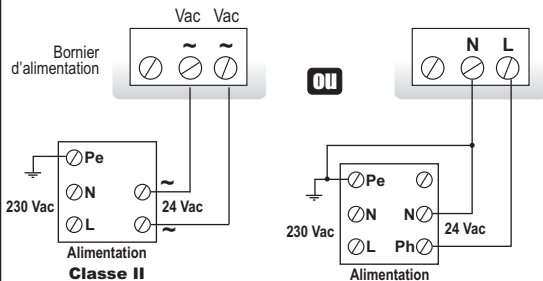 Vac Vac
Bornier
d'alimentation
~ ~
Pe
N
L
230 Vac
~
24 Vac
~
Alimentation
Classe II
ou
N L
Pe
N
L
230 Vac
N
Ph
24 Vac
Alimentation